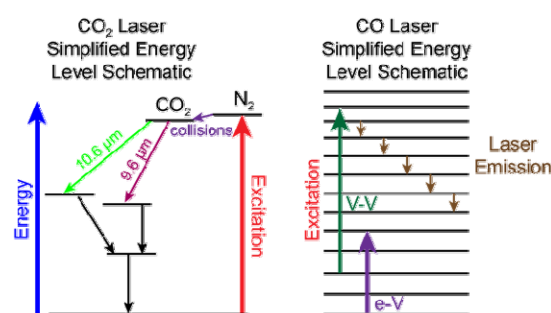 CO₂ Laser
Simplified Energy
Level Schematic
CO₂
N₂
collisions
10.6 µm
9.6 µm
Energy
Excitation
CO Laser
Simplified Energy
Level Schematic
Laser
Emission
Excitation
V-V
e-V